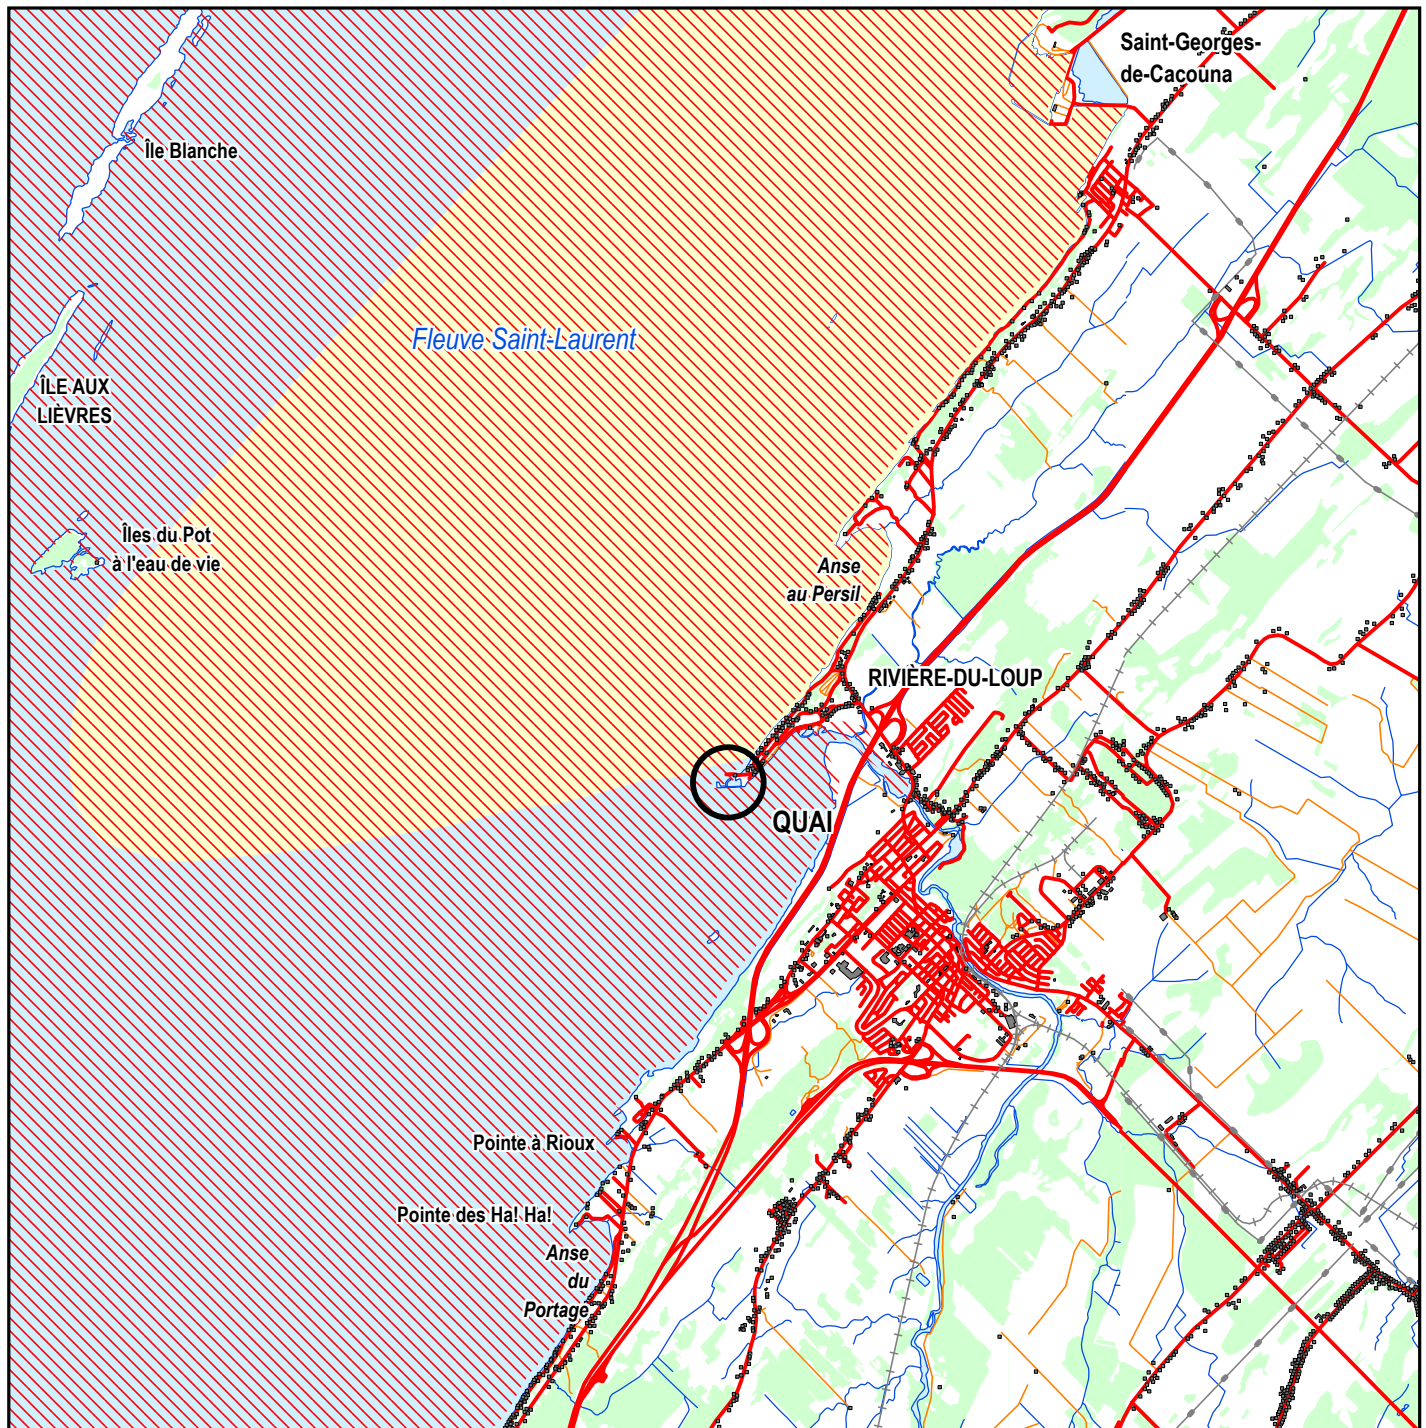 Saint-Georges-
de-Cacouna
Île Blanche
Fleuve Saint-Laurent
ÎLE AUX
LIÈVRES
Îles du Pot
à l'eau de vie
Anse
au Persil
RIVIÈRE-DU-LOUP
QUAI
Pointe à Rioux
Pointe des Ha! Ha!
Anse
du
Portage